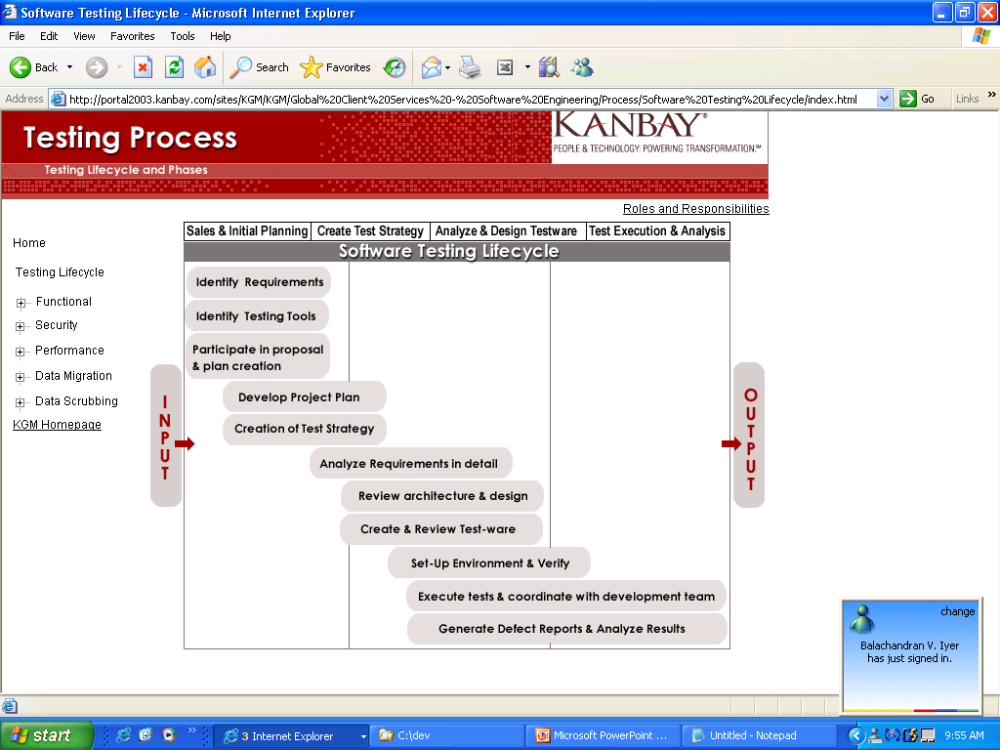 Software Testing Lifecycle - Microsoft Internet Explorer
File Edit View Favorites Tools Help
Back Search Favorites
Address http://portal2003.kanbay.com/sites/KGM/KGM/Global%20Client%20Services%20-%20Software%20Engineering/Process/Software%20Testing%20Lifecycle/index.html Go Links »
Testing Process
KANBAY®
PEOPLE & TECHNOLOGY: POWERING TRANSFORMATION.℠
Testing Lifecycle and Phases
Roles and Responsibilities
Home
Testing Lifecycle
Functional
Security
Performance
Data Migration
Data Scrubbing
KGM Homepage
Sales & Initial Planning Create Test Strategy Analyze & Design Testware Test Execution & Analysis
Software Testing Lifecycle
INPUT
Identify Requirements
Identify Testing Tools
Participate in proposal
& plan creation
Develop Project Plan
Creation of Test Strategy
Analyze Requirements in detail
Review architecture & design
Create & Review Test-ware
Set-Up Environment & Verify
Execute tests & coordinate with development team
Generate Defect Reports & Analyze Results
OUTPUT
change
Balachandran V. Iyer
has just signed in.
start » 3 Internet Explorer C:\dev Microsoft PowerPoint ... Untitled - Notepad 9:55 AM